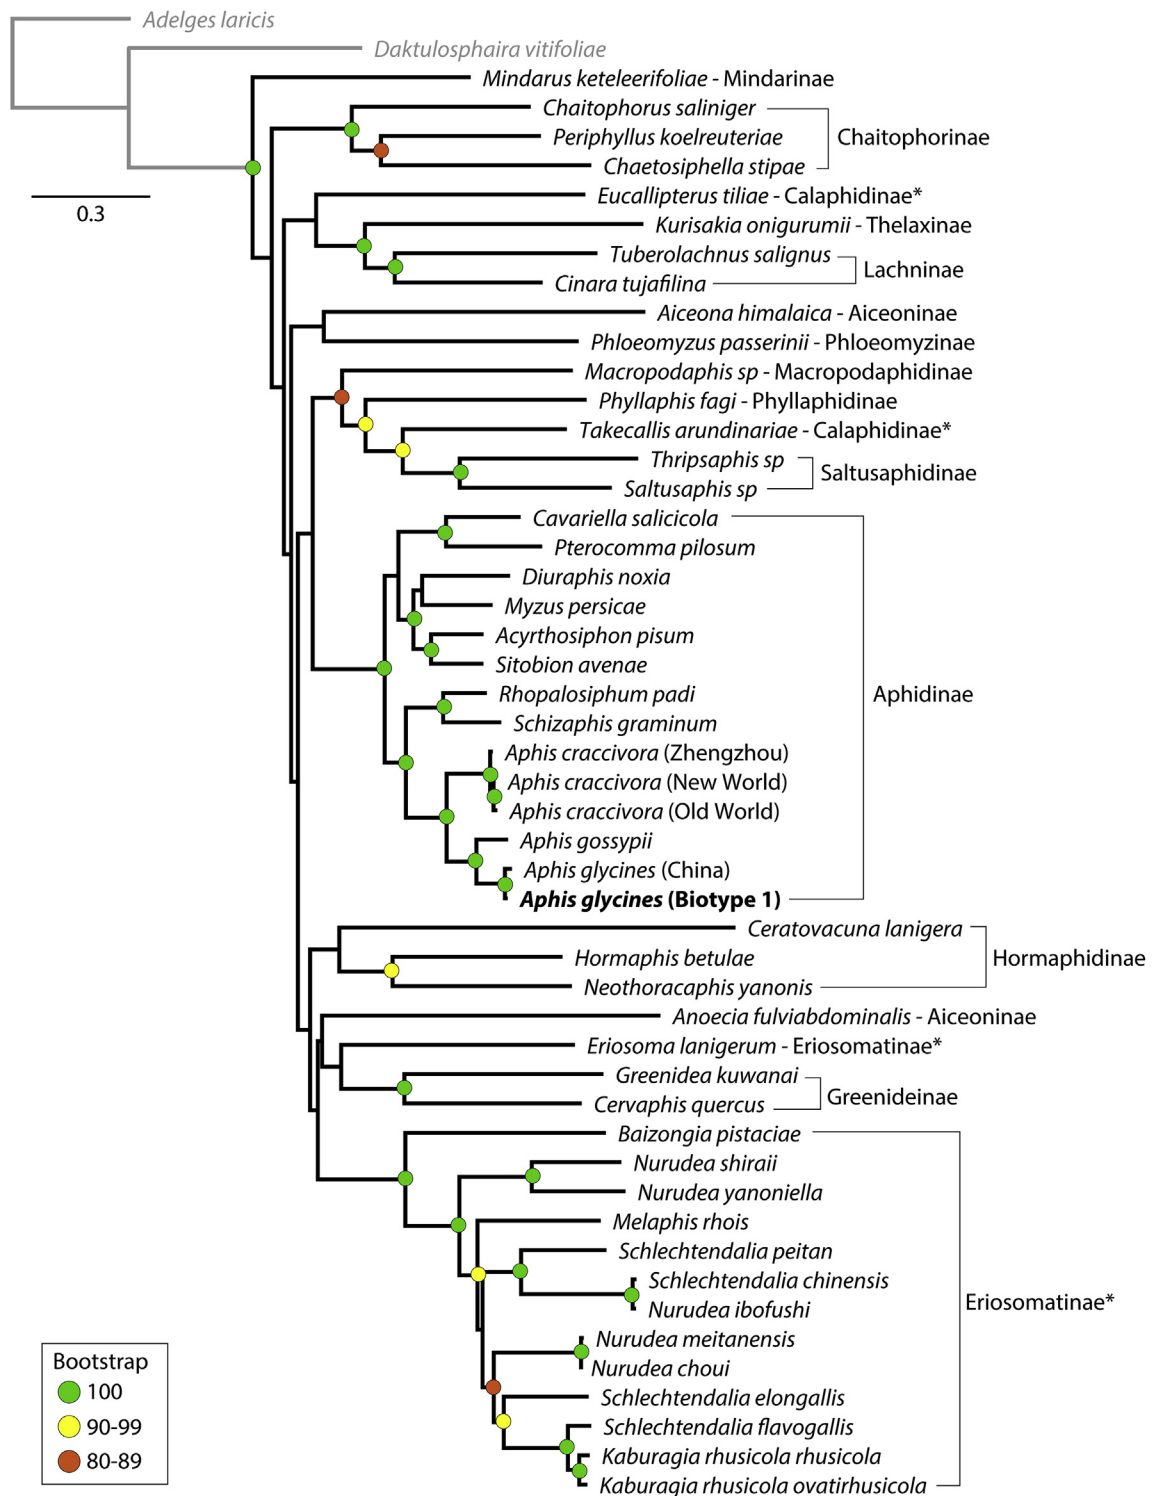 Adelges laricis
Daktulosphaira vitifoliae
Mindarus keteleerifoliae - Mindarinae
Chaitophorus saliniger
Periphyllus koelreuteriae
Chaitophorinae
Chaetosiphella stipae
0.3
Eucallipterus tiliae - Calaphidinae*
Kurisakia onigurumii - Thelaxinae
Tuberolachnus salignus
Lachninae
Cinara tujafilina
Aiceona himalaica - Aiceoninae
Phloeomyzus passerinii - Phloeomyzinae
Macropodaphis sp - Macropodaphidinae
Phyllaphis fagi - Phyllaphidinae
Takecallis arundinariae - Calaphidinae*
Thripsaphis sp
Saltusaphidinae
Saltusaphis sp
Cavariella salicicola
Pterocomma pilosum
Diuraphis noxia
Myzus persicae
Acyrthosiphon pisum
Sitobion avenae
Rhopalosiphum padi
Aphidinae
Schizaphis graminum
Aphis craccivora (Zhengzhou)
Aphis craccivora (New World)
Aphis craccivora (Old World)
Aphis gossypii
Aphis glycines (China)
Aphis glycines (Biotype 1)
Ceratovacuna lanigera
Hormaphis betulae
Hormaphidinae
Neothoracaphis yanonis
Anoecia fulviabdominalis - Aiceoninae
Eriosoma lanigerum - Eriosomatinae*
Greenidea kuwanai
Greenideinae
Cervaphis quercus
Baizongia pistaciae
Nurudea shiraii
Nurudea yanoniella
Melaphis rhois
Schlechtendalia peitan
Schlechtendalia chinensis
Eriosomatinae*
Nurudea ibofushi
Nurudea meitanensis
Nurudea choui
Schlechtendalia elongallis
Schlechtendalia flavogallis
Kaburagia rhusicola rhusicola
Kaburagia rhusicola ovatirhusicola
Bootstrap
100
90-99
80-89